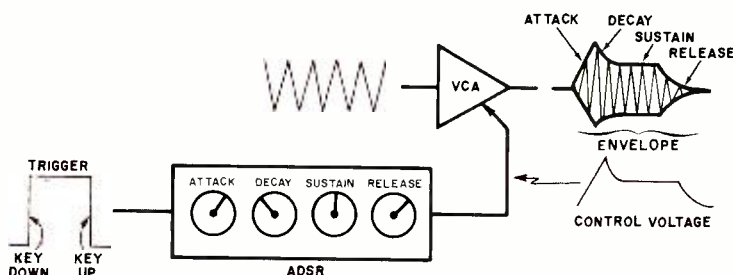 ATTACK
DECAY
SUSTAIN
RELEASE
VCA
ENVELOPE
TRIGGER
ATTACK DECAY SUSTAIN RELEASE
CONTROL VOLTAGE
KEY DOWN
KEY UP
ADSR